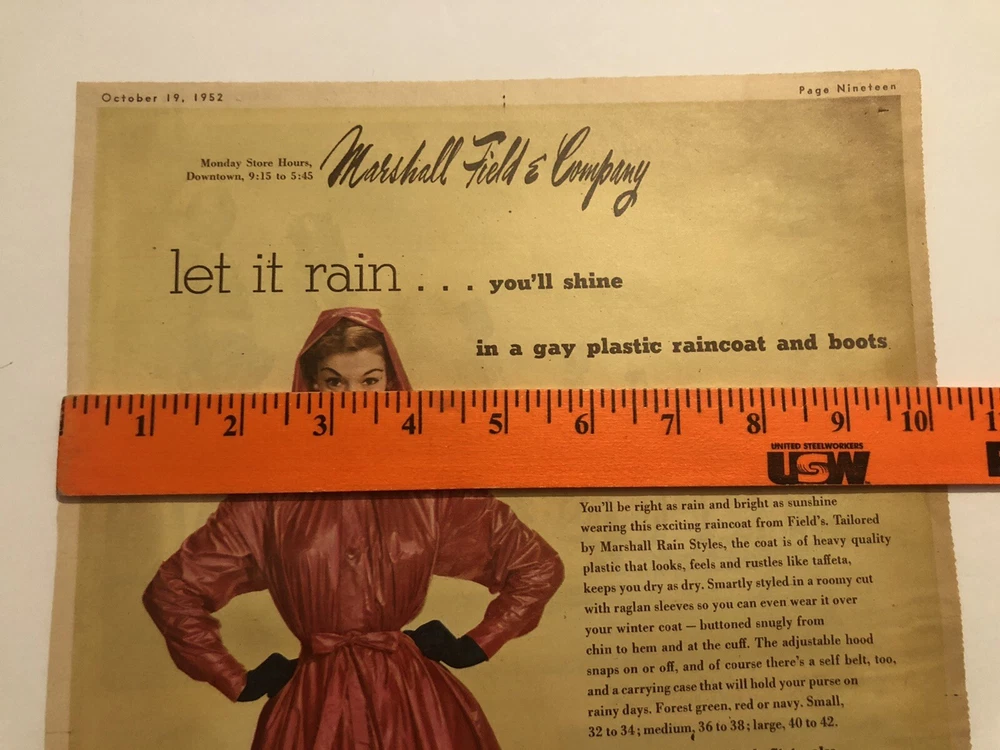 October 19, 1952
Page Nineteen
Monday Store Hours,
Downtown, 9:15 to 5:45
Marshall Field & Company
let it rain . . . you'll shine
in a gay plastic raincoat and boots
1 2 3 4 5 6 7 8 9 10
UNITED STEELWORKERS
USW
You'll be right as rain and bright as sunshine
wearing this exciting raincoat from Field's. Tailored
by Marshall Rain Styles, the coat is of heavy quality
plastic that looks, feels and rustles like taffeta,
keeps you dry as dry. Smartly styled in a roomy cut
with raglan sleeves so you can even wear it over
your winter coat — buttoned snugly from
chin to hem and at the cuff. The adjustable hood
snaps on or off, and of course there's a self belt, too,
and a carrying case that will hold your purse on
rainy days. Forest green, red or navy. Small,
32 to 34; medium, 36 to 38; large, 40 to 42.